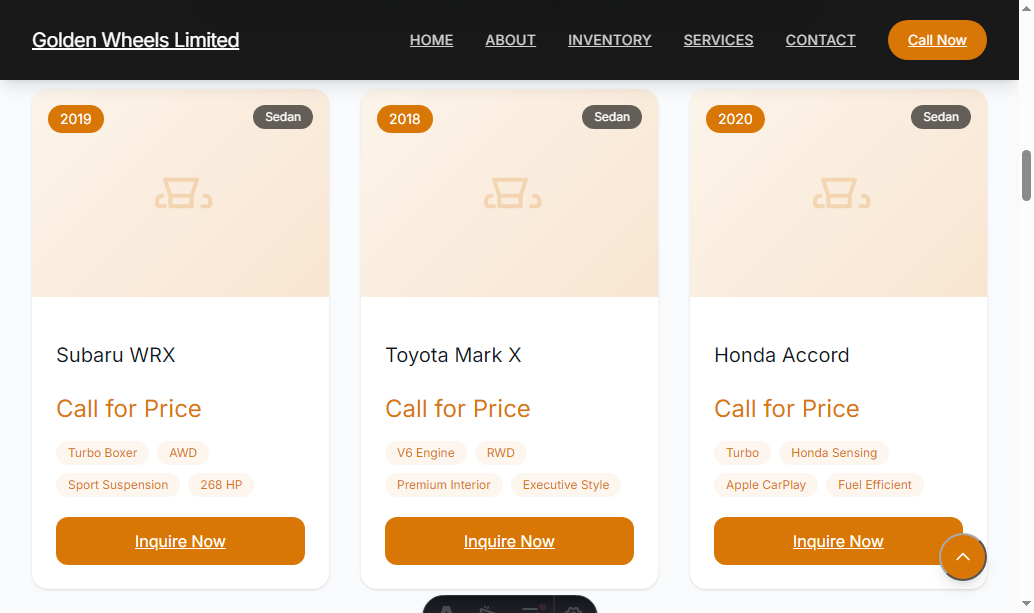 Golden Wheels Limited
HOME
ABOUT
INVENTORY
SERVICES
CONTACT
Call Now
2019
Sedan
Subaru WRX
Call for Price
Turbo Boxer
AWD
Sport Suspension
268 HP
Inquire Now
2018
Sedan
Toyota Mark X
Call for Price
V6 Engine
RWD
Premium Interior
Executive Style
Inquire Now
2020
Sedan
Honda Accord
Call for Price
Turbo
Honda Sensing
Apple CarPlay
Fuel Efficient
Inquire Now